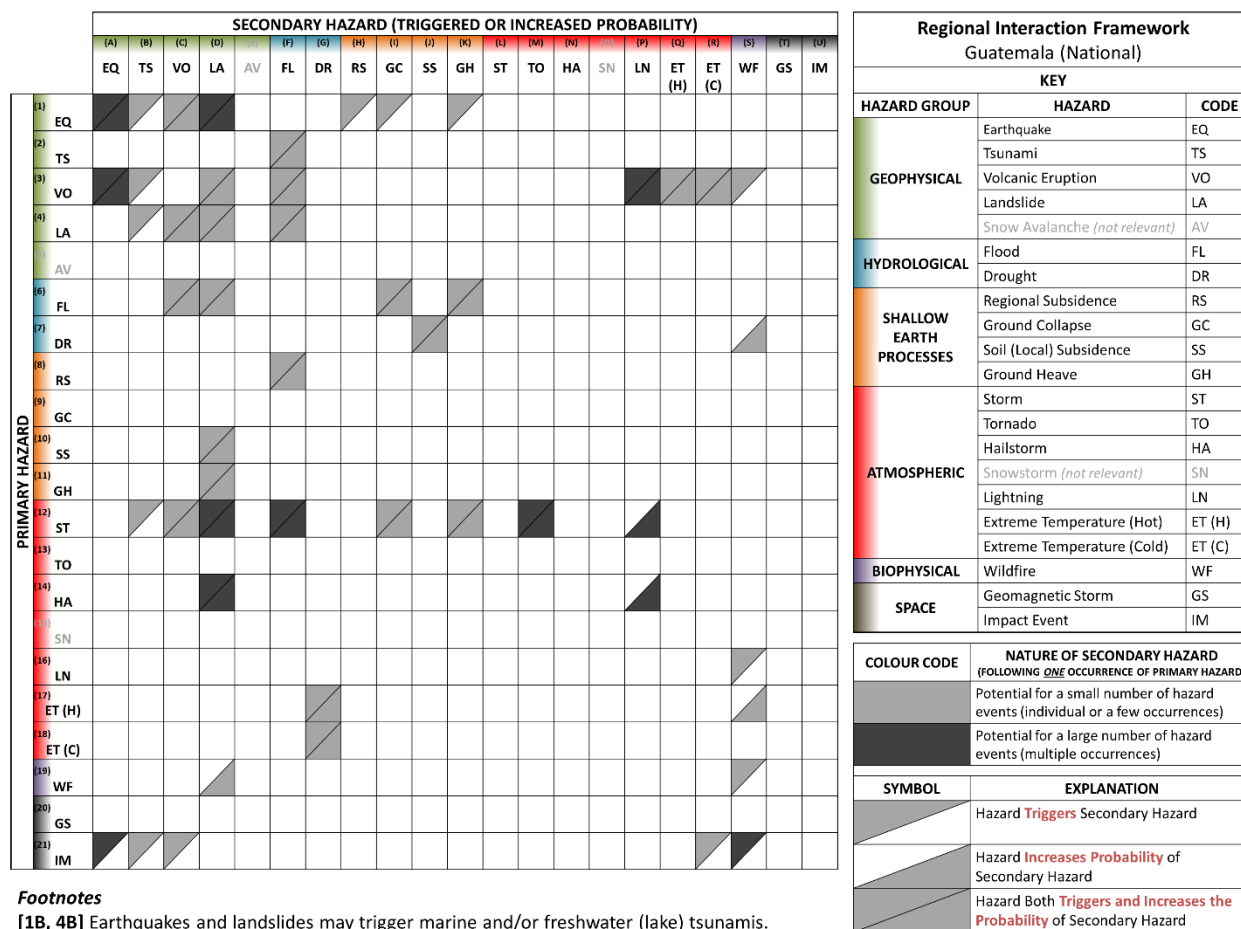 SECONDARY HAZARD (TRIGGERED OR INCREASED PROBABILITY)
(A) (B) (C) (D) (F) (G) (H) (I) (J) (K) (L) (M) (N) (P) (Q) (R) (S) (T) (U)
EQ TS VO LA AV FL DR RS GC SS GH ST TO HA SN LN ET (H) ET (C) WF GS IM
PRIMARY HAZARD
(1) EQ
(2) TS
(3) VO
(4) LA
AV
(6) FL
(7) DR
(8) RS
(9) GC
(10) SS
(11) GH
(12) ST
(13) TO
(14) HA
SN
(16) LN
(17) ET (H)
(18) ET (C)
(19) WF
(20) GS
(21) IM
Footnotes
[1B, 4B] Earthquakes and landslides may trigger marine and/or freshwater (lake) tsunamis.
Regional Interaction Framework
Guatemala (National)
KEY
HAZARD GROUP HAZARD CODE
GEOPHYSICAL
Earthquake EQ
Tsunami TS
Volcanic Eruption VO
Landslide LA
Snow Avalanche (not relevant) AV
HYDROLOGICAL
Flood FL
Drought DR
SHALLOW
EARTH
PROCESSES
Regional Subsidence RS
Ground Collapse GC
Soil (Local) Subsidence SS
Ground Heave GH
ATMOSPHERIC
Storm ST
Tornado TO
Hailstorm HA
Snowstorm (not relevant) SN
Lightning LN
Extreme Temperature (Hot) ET (H)
Extreme Temperature (Cold) ET (C)
BIOPHYSICAL
Wildfire WF
SPACE
Geomagnetic Storm GS
Impact Event IM
COLOUR CODE
NATURE OF SECONDARY HAZARD
(FOLLOWING ONE OCCURRENCE OF PRIMARY HAZARD
Potential for a small number of hazard
events (individual or a few occurrences)
Potential for a large number of hazard
events (multiple occurrences)
SYMBOL EXPLANATION
Hazard Triggers Secondary Hazard
Hazard Increases Probability of
Secondary Hazard
Hazard Both Triggers and Increases the
Probability of Secondary Hazard